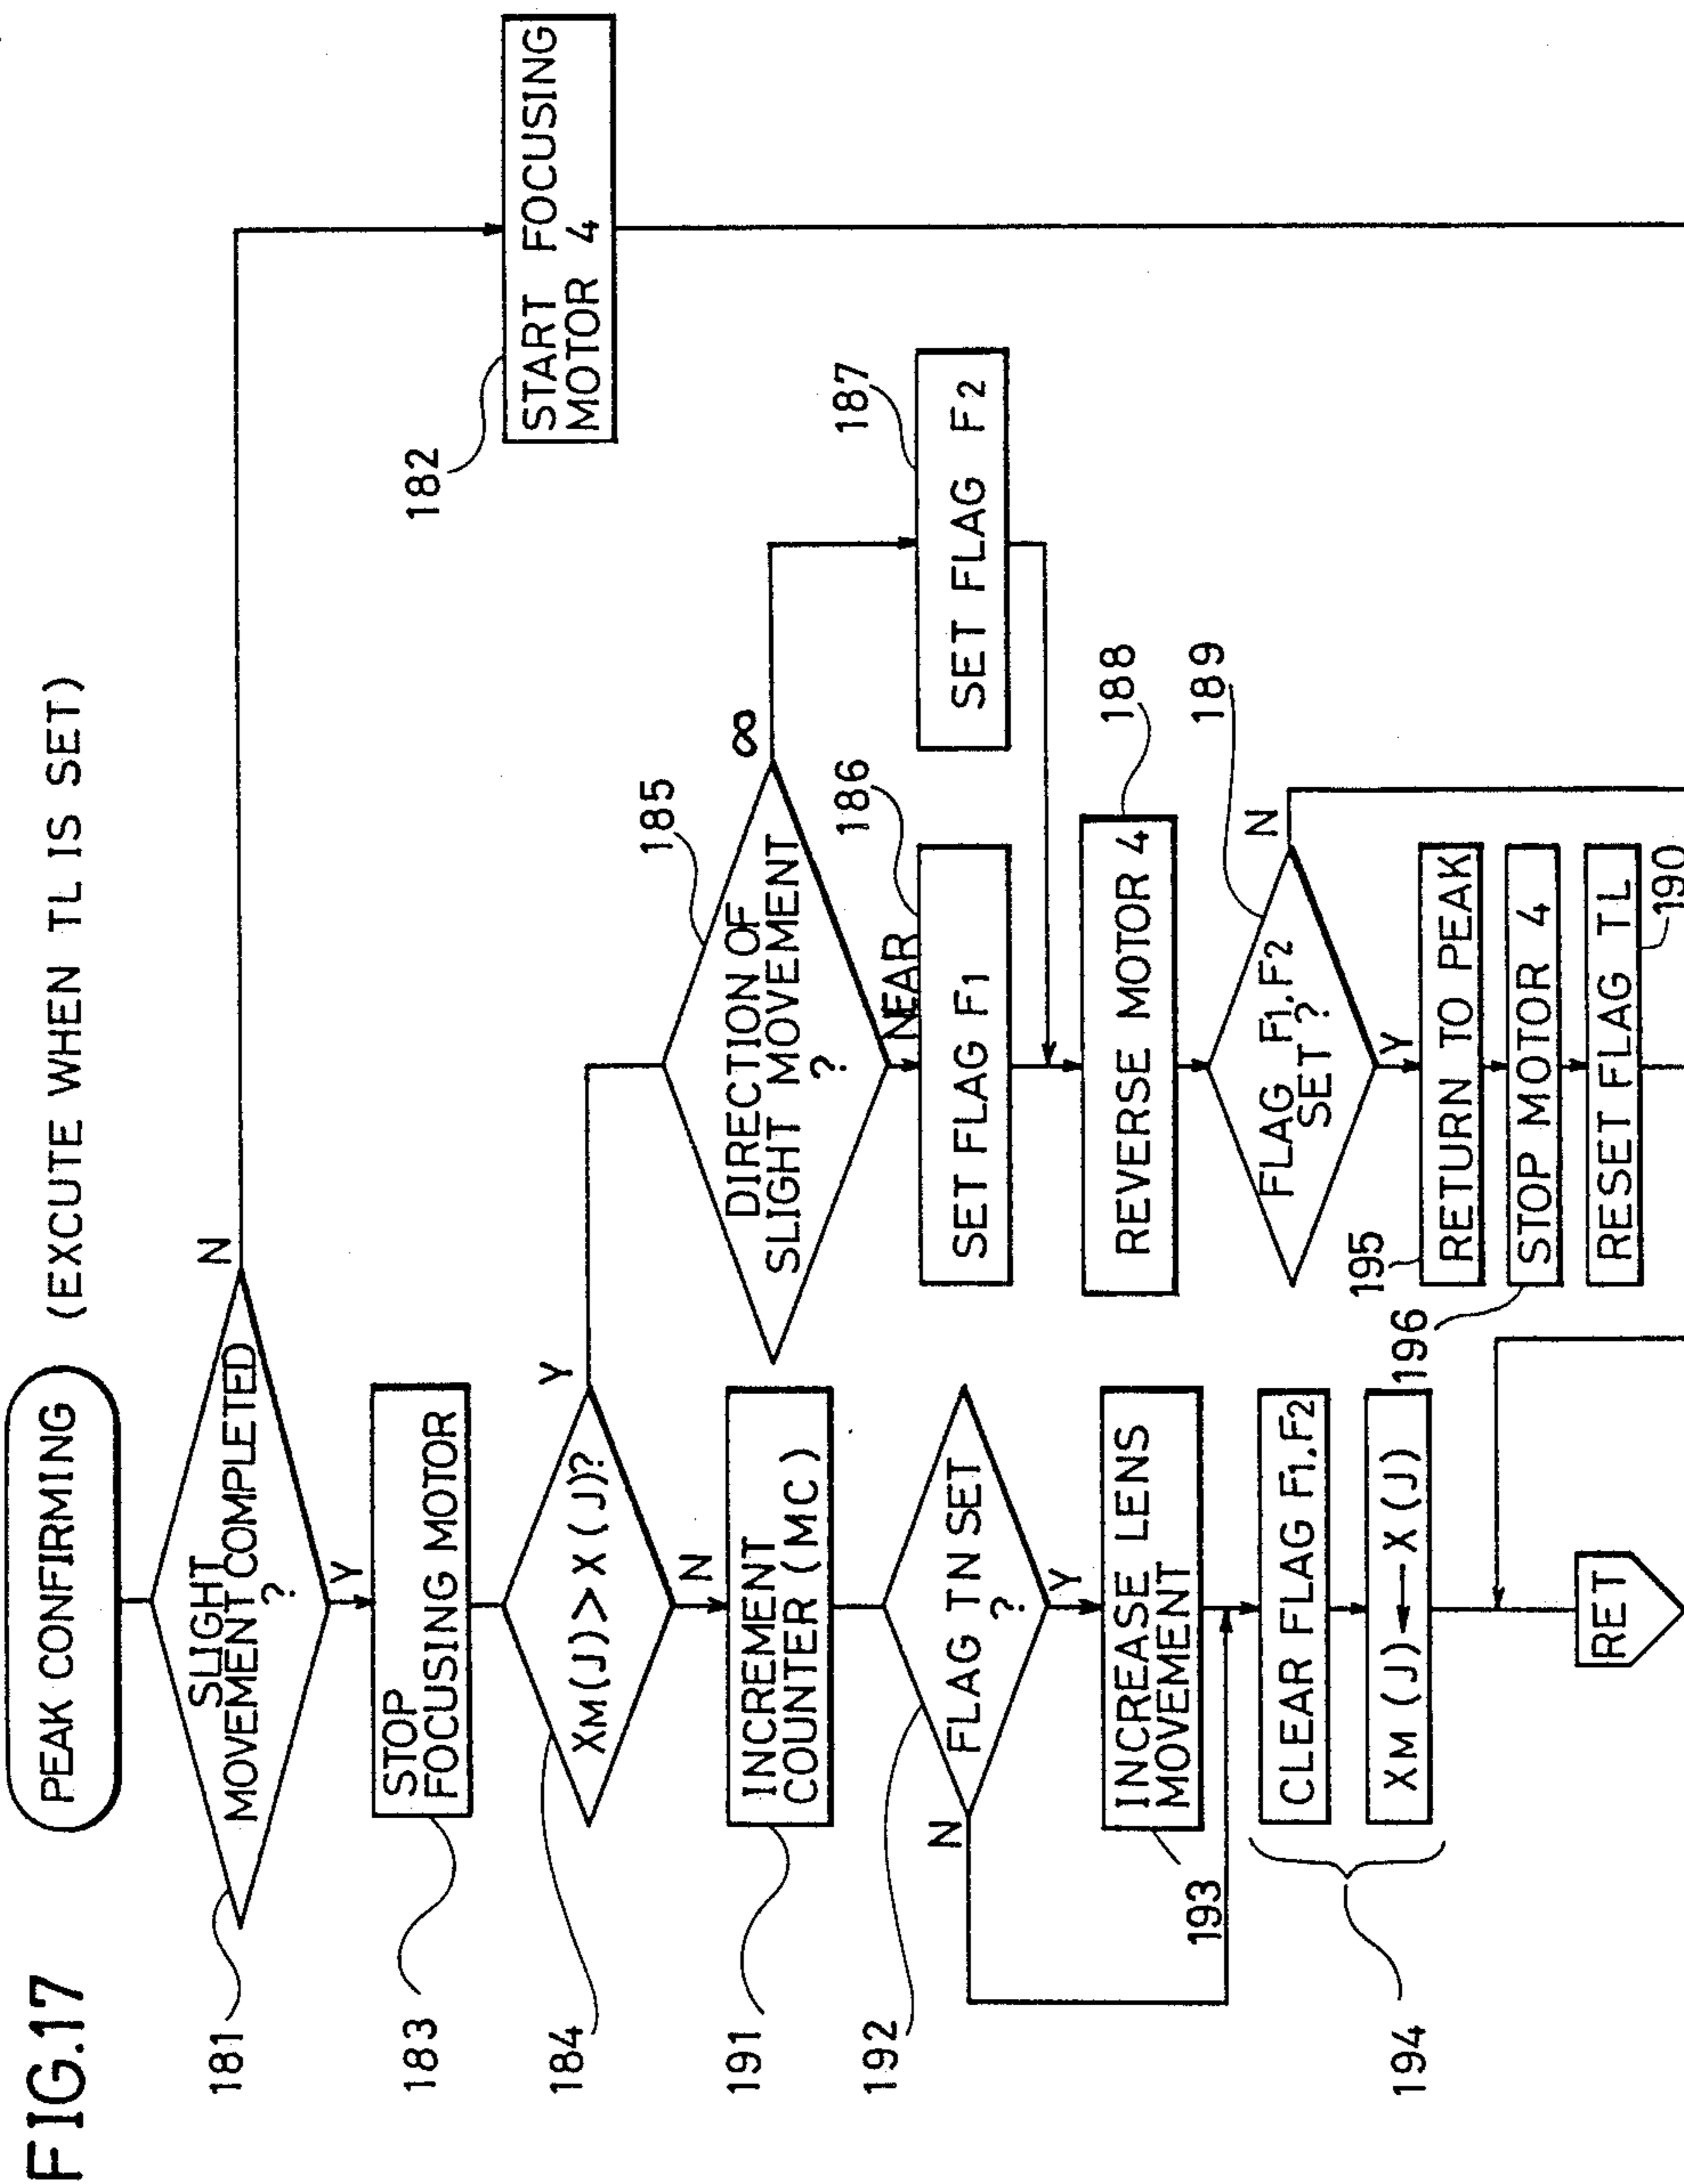 FIG.17
PEAK CONFIRMING
(EXCUTE WHEN TL IS SET)
181
SLIGHT
MOVEMENT COMPLETED
?
N
Y
182
START FOCUSING
MOTOR 4
183
STOP
FOCUSING MOTOR
184
XM(J)>X(J)?
Y
N
185
DIRECTION OF
SLIGHT MOVEMENT
?
∞
NEAR
186
SET FLAG F1
187
SET FLAG F2
188
REVERSE MOTOR 4
189
FLAG F1,F2
SET ?
N
Y
195
RETURN TO PEAK
196
STOP MOTOR 4
RESET FLAG TL
190
191
INCREMENT
COUNTER (MC)
192
FLAG TN SET
?
N
Y
193
INCREASE LENS
MOVEMENT
194
CLEAR FLAG F1,F2
XM(J)←X(J)
RET